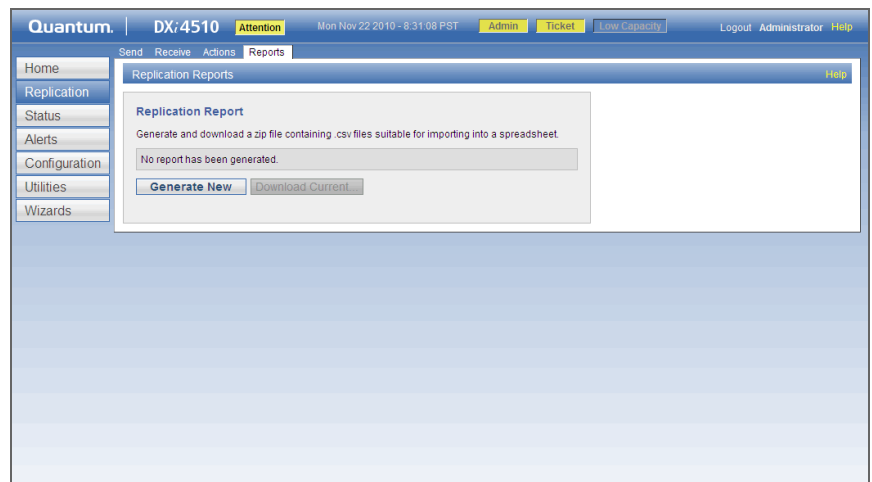 Quantum. DXi4510 Attention Mon Nov 22 2010 - 8:31:08 PST Admin Ticket Low Capacity Logout Administrator Help
Send Receive Actions Reports
Home
Replication
Status
Alerts
Configuration
Utilities
Wizards
Replication Reports Help
Replication Report
Generate and download a zip file containing .csv files suitable for importing into a spreadsheet.
No report has been generated.
Generate New Download Current...